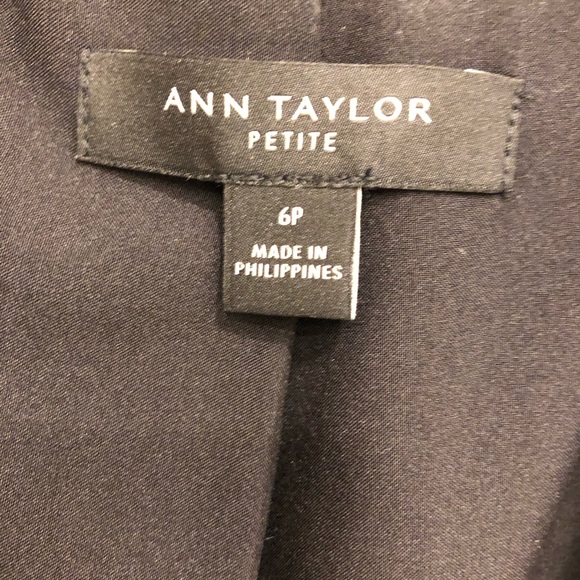 ANN TAYLOR
PETITE
6P
MADE IN
PHILIPPINES